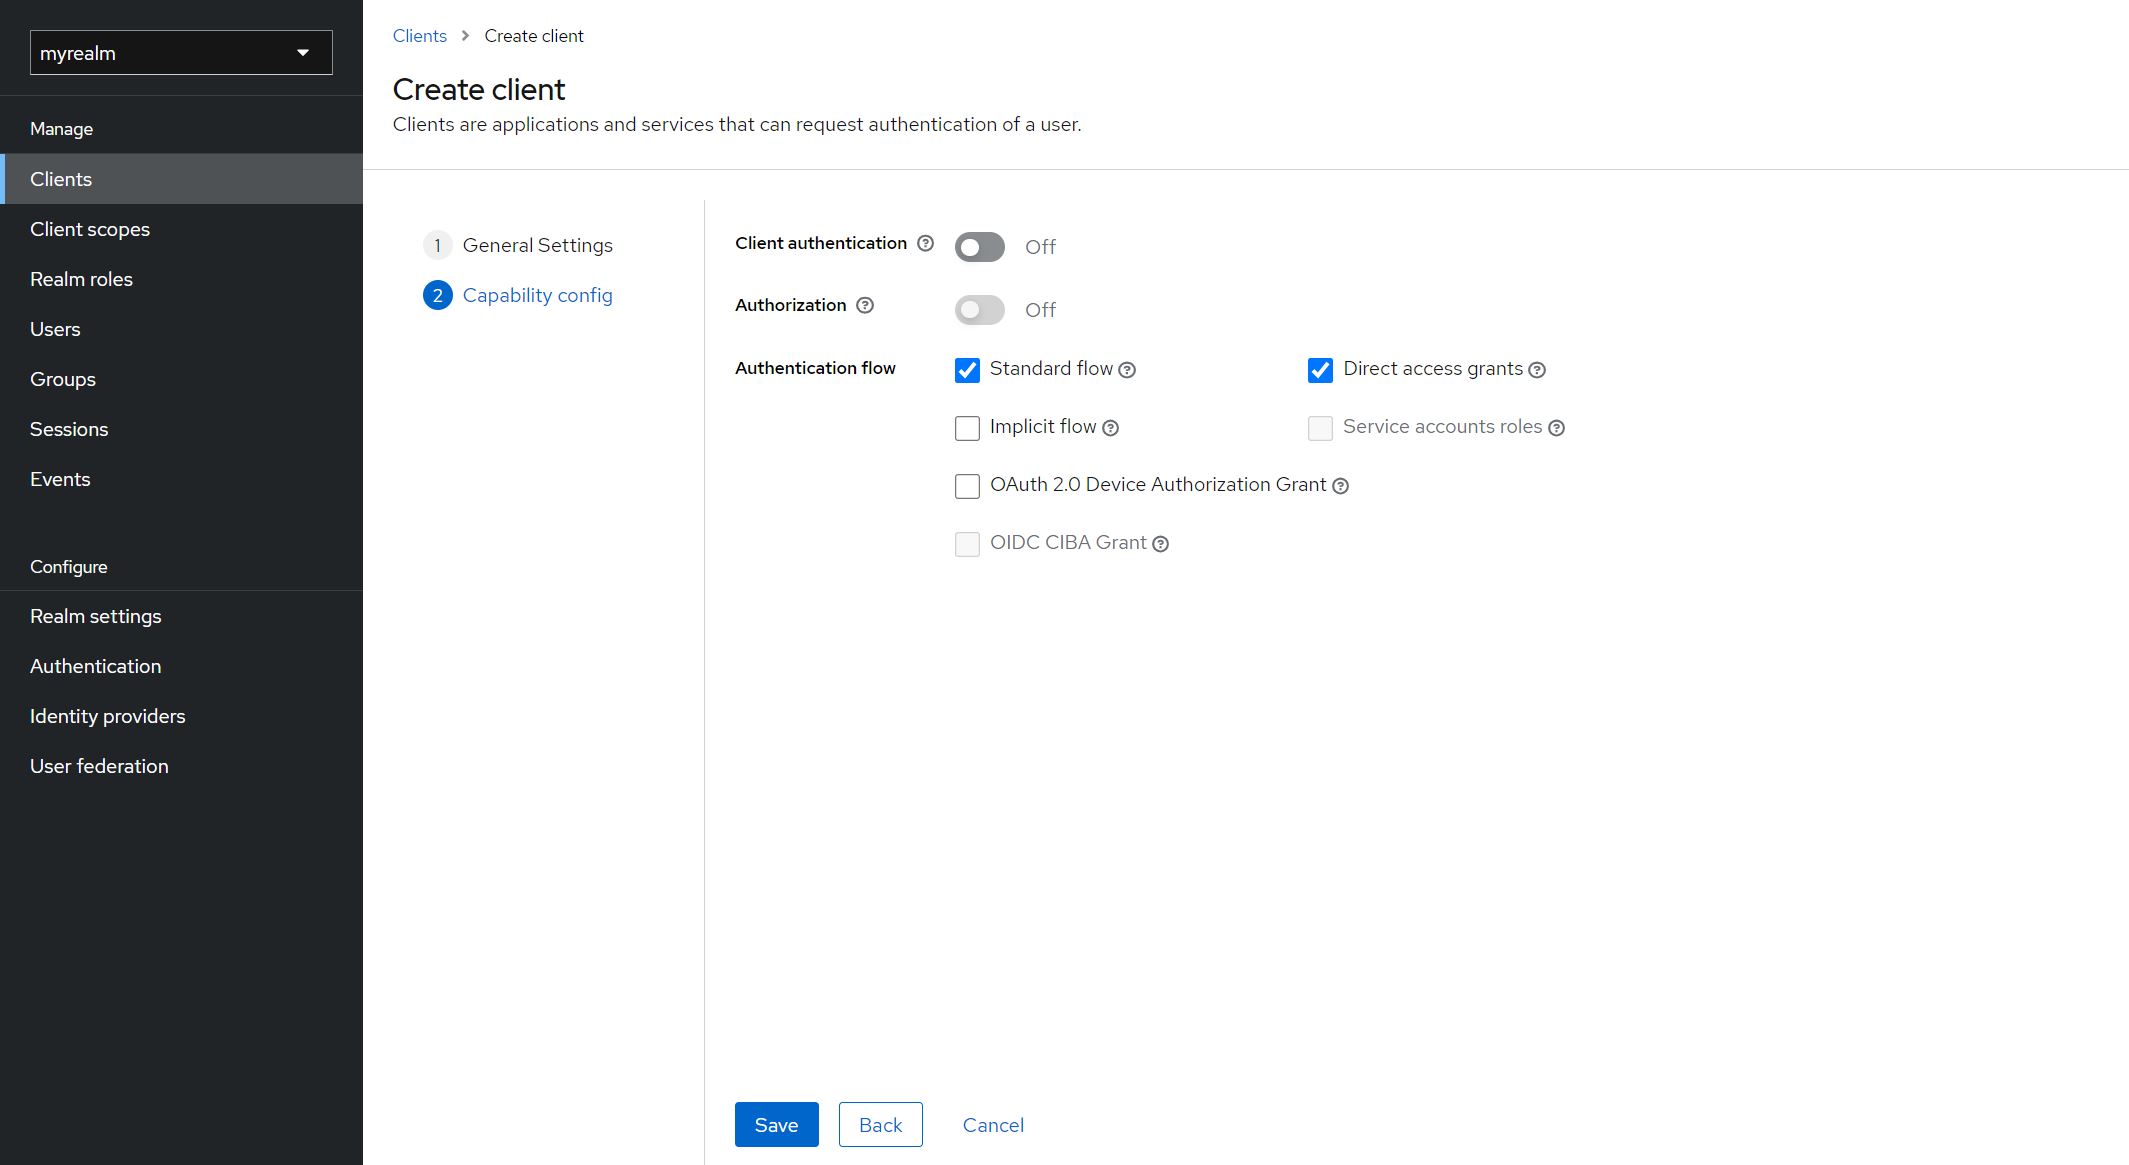 myrealm
Manage
Clients
Client scopes
Realm roles
Users
Groups
Sessions
Events
Configure
Realm settings
Authentication
Identity providers
User federation
Clients > Create client
Create client
Clients are applications and services that can request authentication of a user.
1 General Settings
2 Capability config
Client authentication Off
Authorization Off
Authentication flow Standard flow Direct access grants
Implicit flow Service accounts roles
OAuth 2.0 Device Authorization Grant
OIDC CIBA Grant
Save Back Cancel